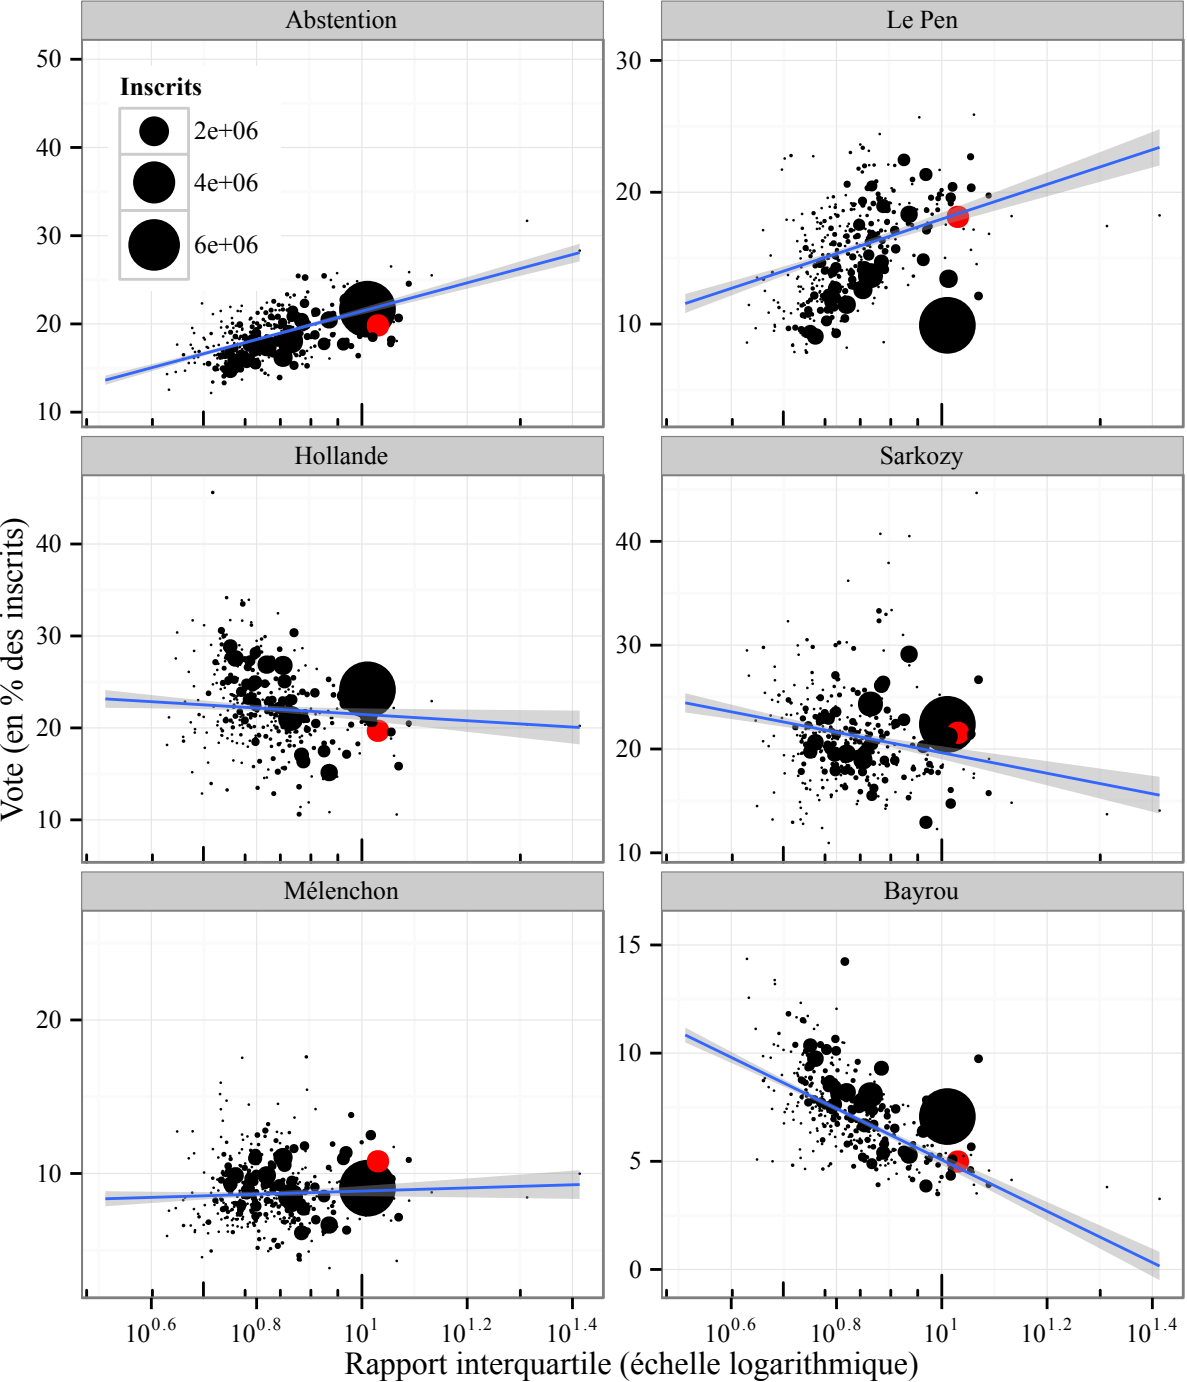 Abstention
Le Pen
50
40
30
20
10
Inscrits
2e+06
4e+06
6e+06
30
20
10
Hollande
Sarkozy
40
30
20
10
40
30
20
10
Mélenchon
Bayrou
20
10
15
10
5
0
Vote (en % des inscrits)
10^0.6 10^0.8 10^1 10^1.2 10^1.4
10^0.6 10^0.8 10^1 10^1.2 10^1.4
Rapport interquartile (échelle logarithmique)